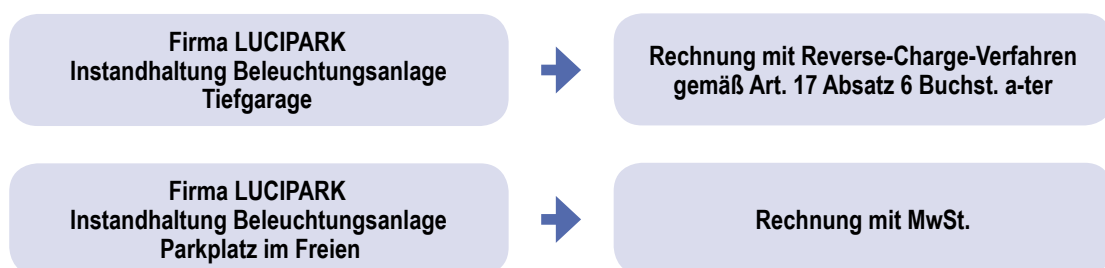 Firma LUCIPARK
Instandhaltung Beleuchtungsanlage
Tiefgarage
Rechnung mit Reverse-Charge-Verfahren
gemäß Art. 17 Absatz 6 Buchst. a-ter
Firma LUCIPARK
Instandhaltung Beleuchtungsanlage
Parkplatz im Freien
Rechnung mit MwSt.